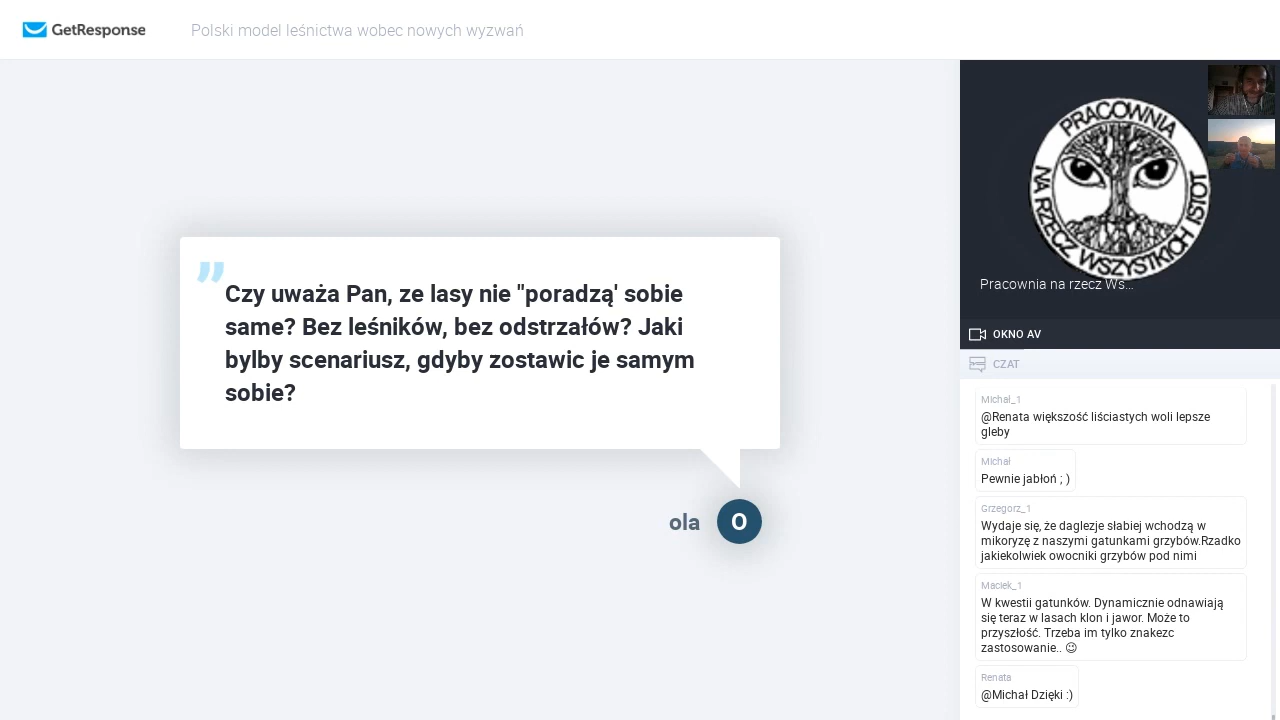 GetResponse
Polski model leśnictwa wobec nowych wyzwań
Czy uważa Pan, ze lasy nie "poradzą' sobie
same? Bez leśników, bez odstrzałów? Jaki
bylby scenariusz, gdyby zostawic je samym
sobie?
ola
O
PRACOWNIA
NA RZECZ WSZYSTKICH ISTOT
Pracownia na rzecz Ws...
OKNO AV
CZAT
Michał_1
@Renata większość liściastych woli lepsze
gleby
Michał
Pewnie jabłoń ; )
Grzegorz_1
Wydaje się, że daglezje słabiej wchodzą w
mikoryzę z naszymi gatunkami grzybów.Rzadko
jakiekolwiek owocniki grzybów pod nimi
Maciek_1
W kwestii gatunków. Dynamicznie odnawiają
się teraz w lasach klon i jawor. Może to
przyszłość. Trzeba im tylko znakezc
zastosowanie.. 😉
Renata
@Michał Dzięki :)